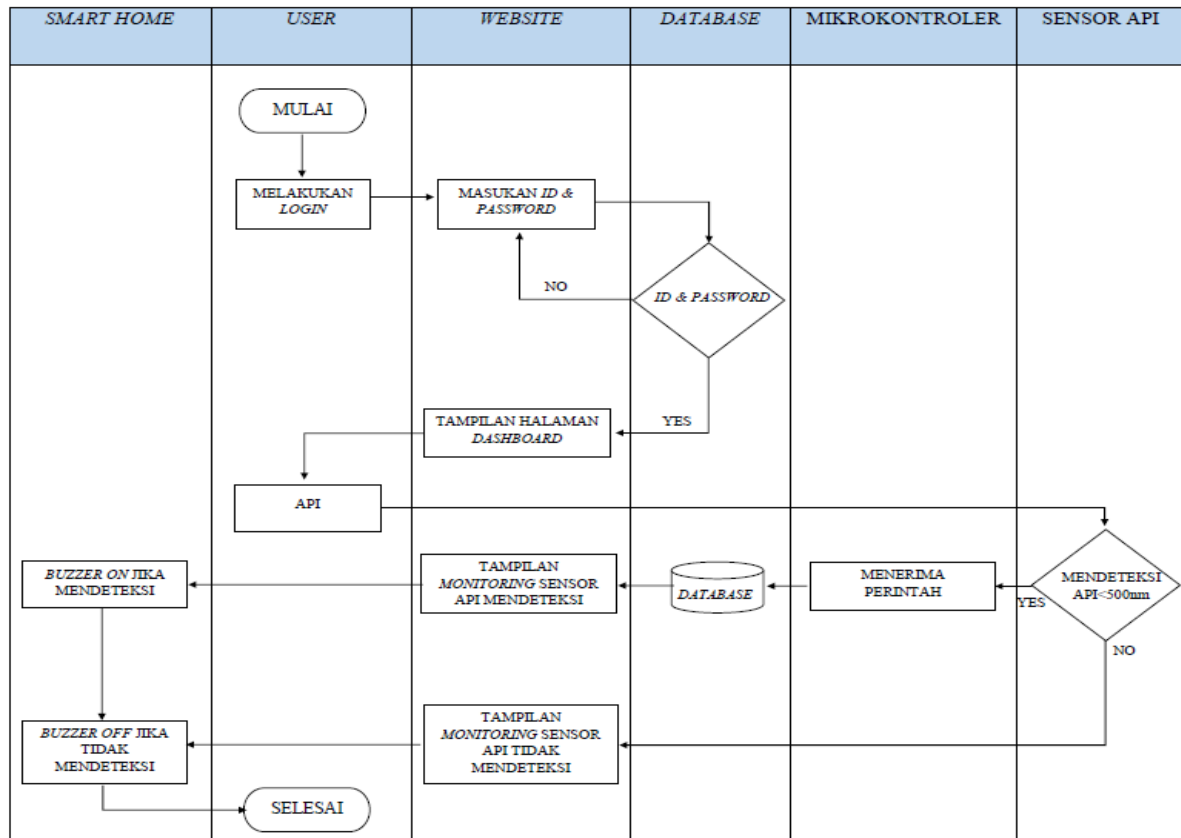 SMART HOME
USER
WEBSITE
DATABASE
MIKROKONTROLER
SENSOR API
MULAI
MELAKUKAN
LOGIN
MASUKAN ID &
PASSWORD
NO
ID & PASSWORD
YES
TAMPILAN HALAMAN
DASHBOARD
API
MENDETEKSI
API<500nm
YES
NO
MENERIMA
PERINTAH
DATABASE
TAMPILAN
MONITORING SENSOR
API MENDETEKSI
BUZZER ON JIKA
MENDETEKSI
TAMPILAN
MONITORING SENSOR
API TIDAK
MENDETEKSI
BUZZER OFF JIKA
TIDAK
MENDETEKSI
SELESAI